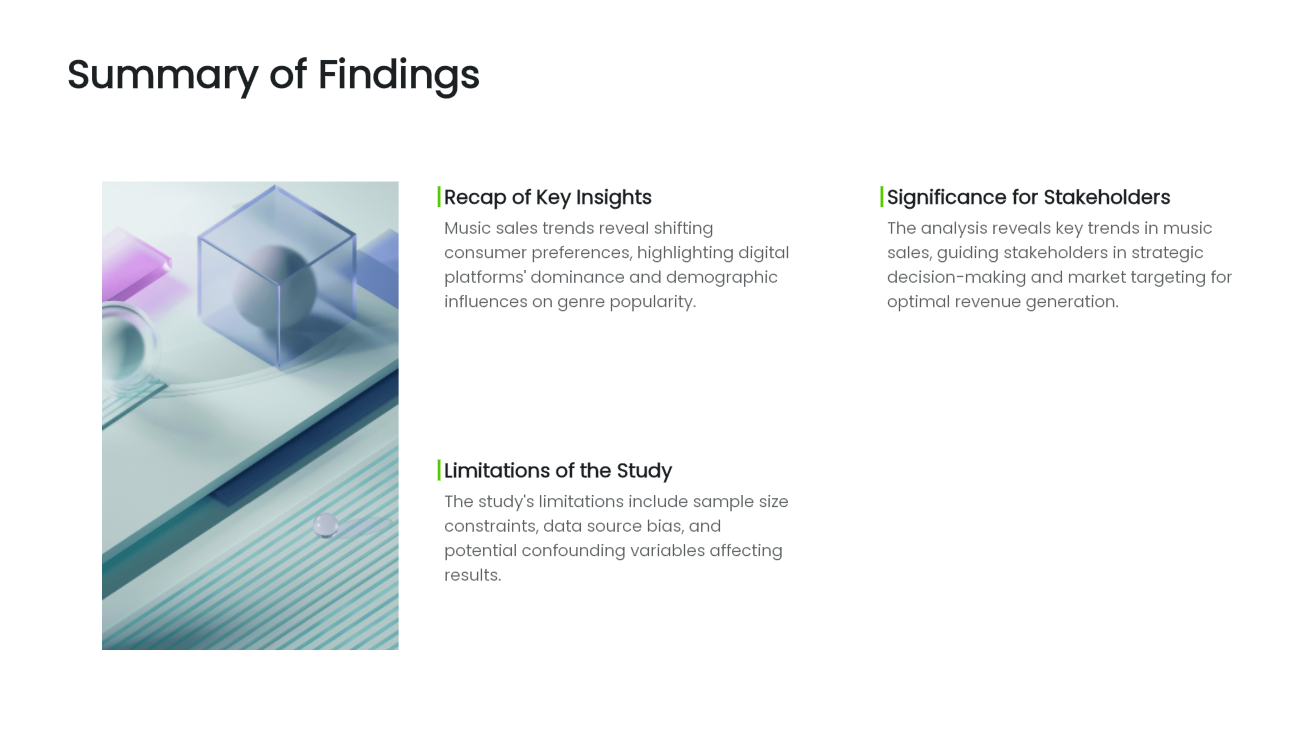 Summary of Findings
Recap of Key Insights
Music sales trends reveal shifting
consumer preferences, highlighting digital
platforms' dominance and demographic
influences on genre popularity.
Significance for Stakeholders
The analysis reveals key trends in music
sales, guiding stakeholders in strategic
decision-making and market targeting for
optimal revenue generation.
Limitations of the Study
The study's limitations include sample size
constraints, data source bias, and
potential confounding variables affecting
results.